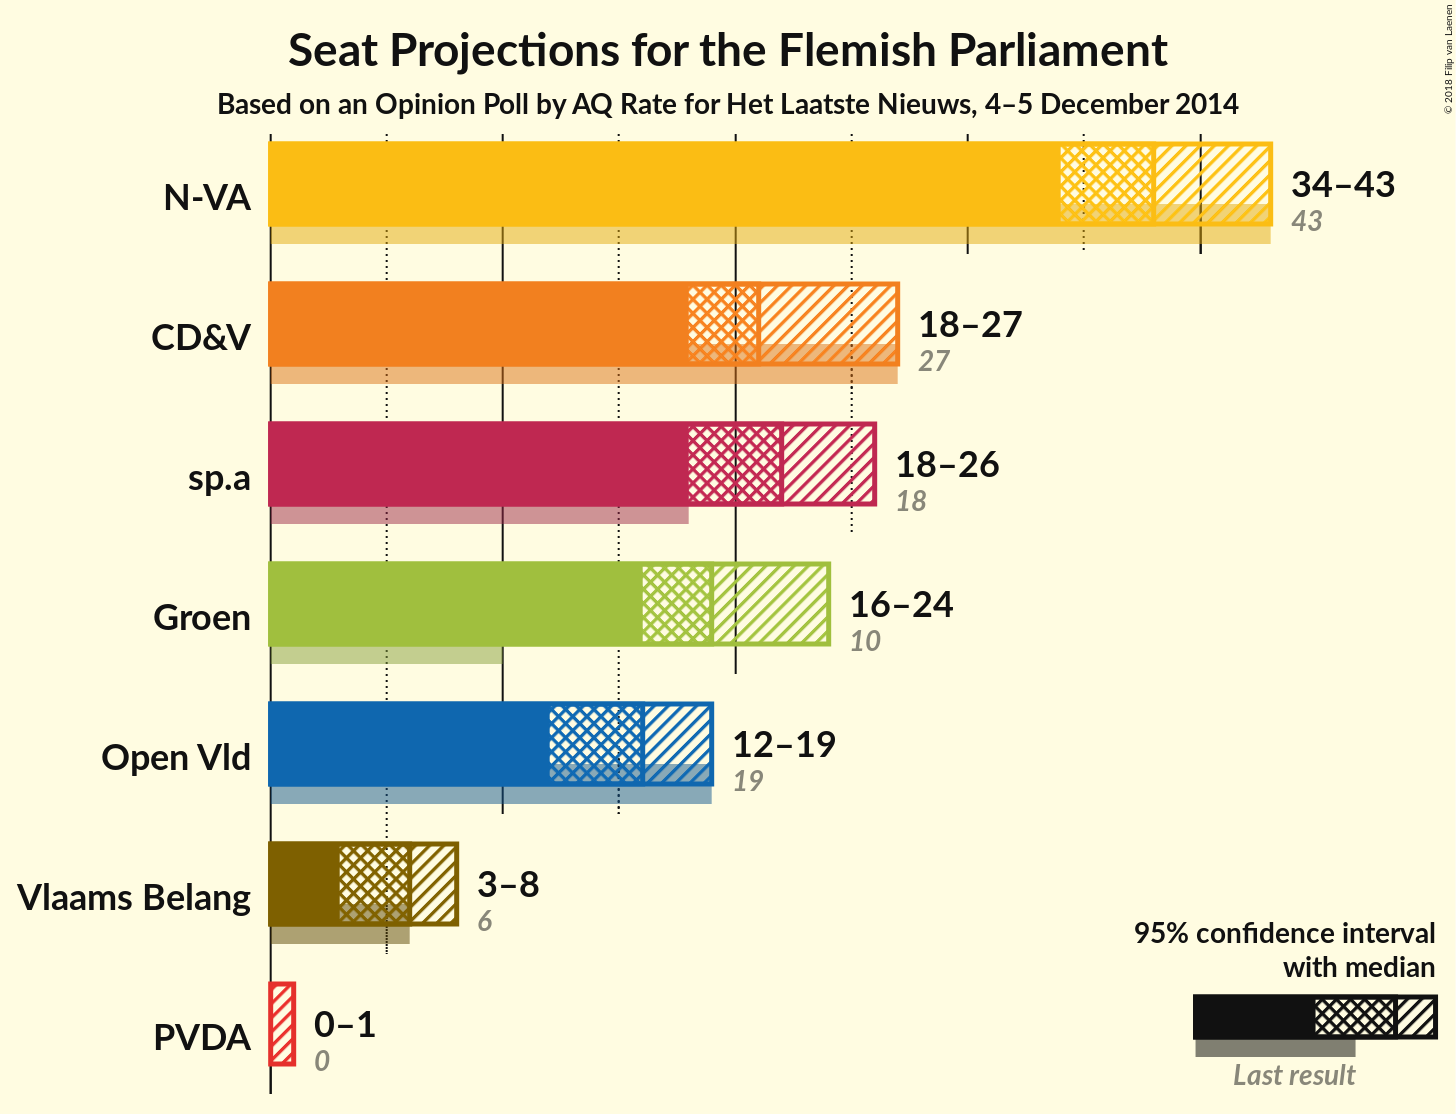 Seat Projections for the Flemish Parliament
Based on an Opinion Poll by AQ Rate for Het Laatste Nieuws, 4–5 December 2014
© 2018 Filip van Laenen
N-VA
34–43
43
CD&V
18–27
27
sp.a
18–26
18
Groen
16–24
10
Open Vld
12–19
19
Vlaams Belang
3–8
6
PVDA
0–1
0
95% confidence interval
with median
Last result